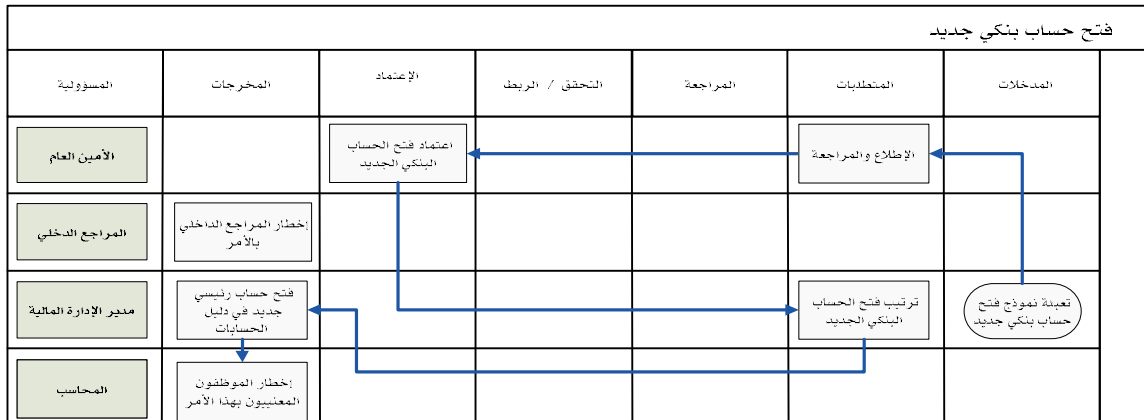 فتح حساب بنكي جديد
المدخلات
المتطلبات
المراجعة
التحقق / الربط
الإعتماد
المخرجات
المسؤولية
الإطلاع والمراجعة
اعتماد فتح الحساب
البنكي الجديد
الأمين العام
إخطار المراجع الداخلي
بالأمر
المراجع الدخلي
تعبئة نموذج فتح
حساب بنكي جديد
ترتيب فتح الحساب
البنكي الجديد
فتح حساب رئيسي
جديد في دليل
الحسابات
مدير الإدارة المالية
إخطار الموظفون
المعنييون بهذا الأمر
المحاسب